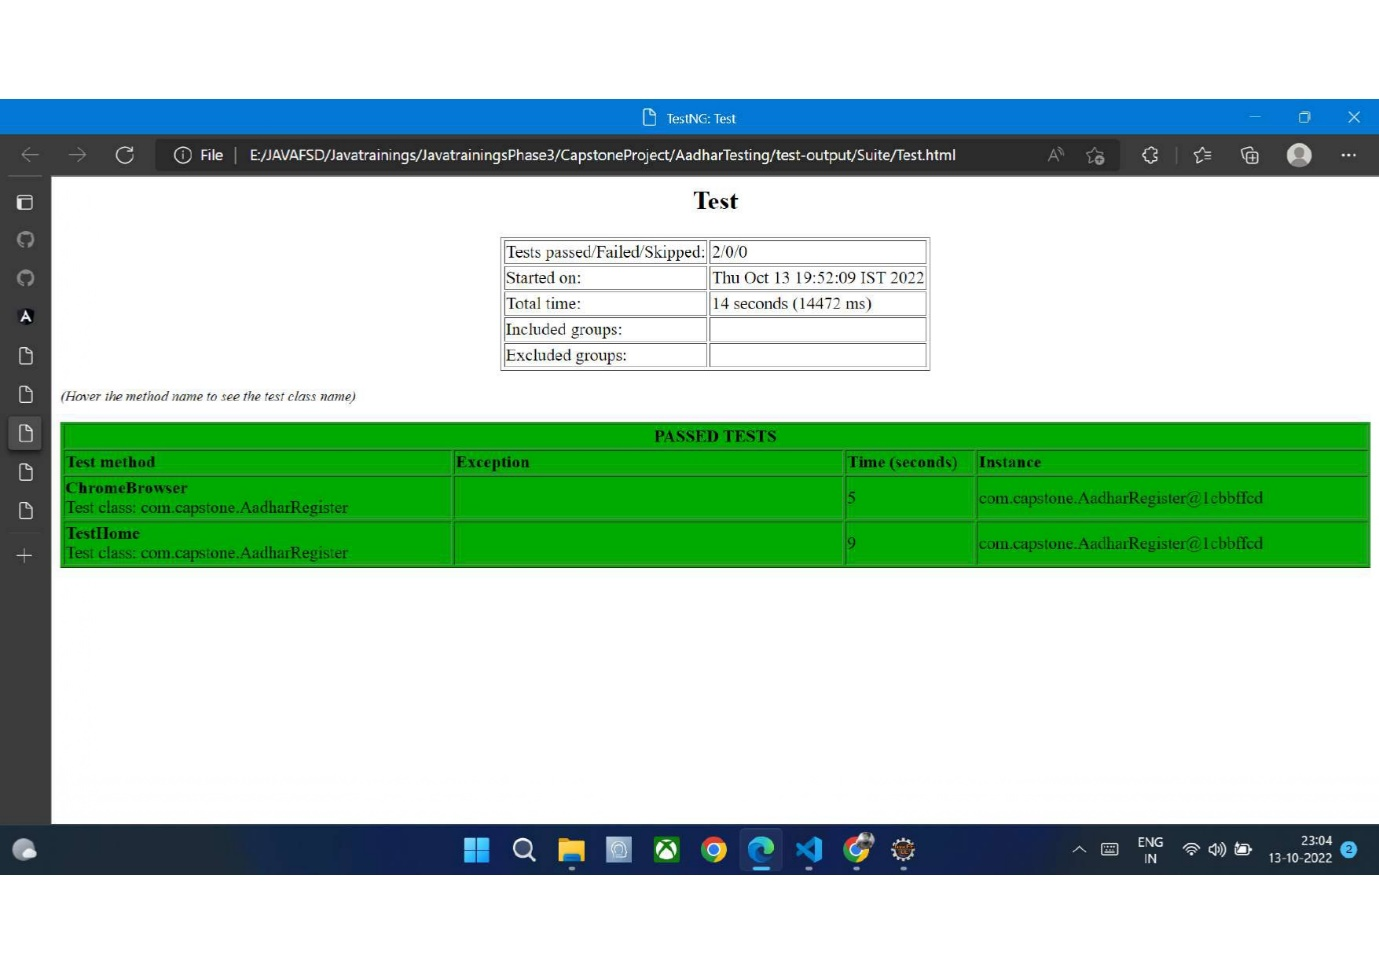 TestNG: Test
File | E:/JAVAFSD/Javatrainings/JavatrainingsPhase3/CapstoneProject/AadharTesting/test-output/Suite/Test.html
Test
Tests passed/Failed/Skipped: 2/0/0
Started on: Thu Oct 13 19:52:09 IST 2022
Total time: 14 seconds (14472 ms)
Included groups:
Excluded groups:
(Hover the method name to see the test class name)
PASSED TESTS
Test method Exception Time (seconds) Instance
ChromeBrowser
Test class: com.capstone.AadharRegister 5 com.capstone.AadharRegister@1cbbffcd
TestHome
Test class: com.capstone.AadharRegister 9 com.capstone.AadharRegister@1cbbffcd
ENG 23:04
IN 13-10-2022 2